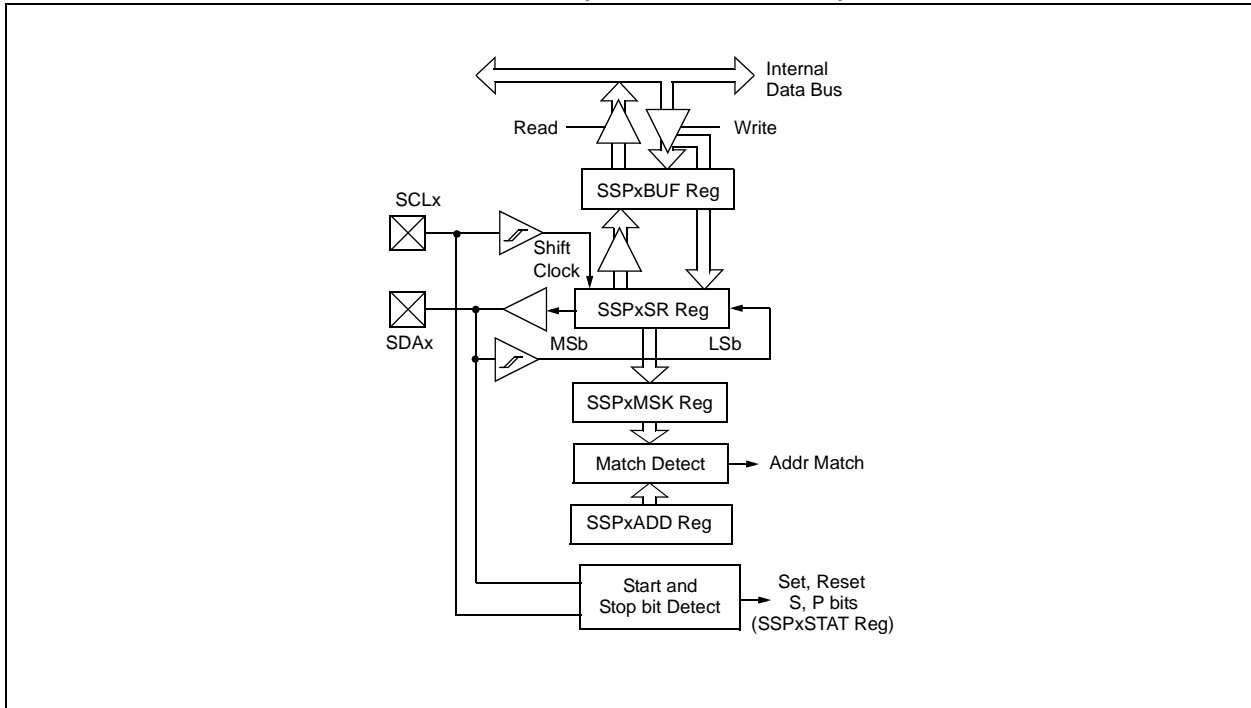 Internal
Data Bus
Read
Write
SSPxBUF Reg
SCLx
Shift
Clock
SSPxSR Reg
SDAx
MSb
LSb
SSPxMSK Reg
Match Detect
Addr Match
SSPxADD Reg
Start and
Stop bit Detect
Set, Reset
S, P bits
(SSPxSTAT Reg)